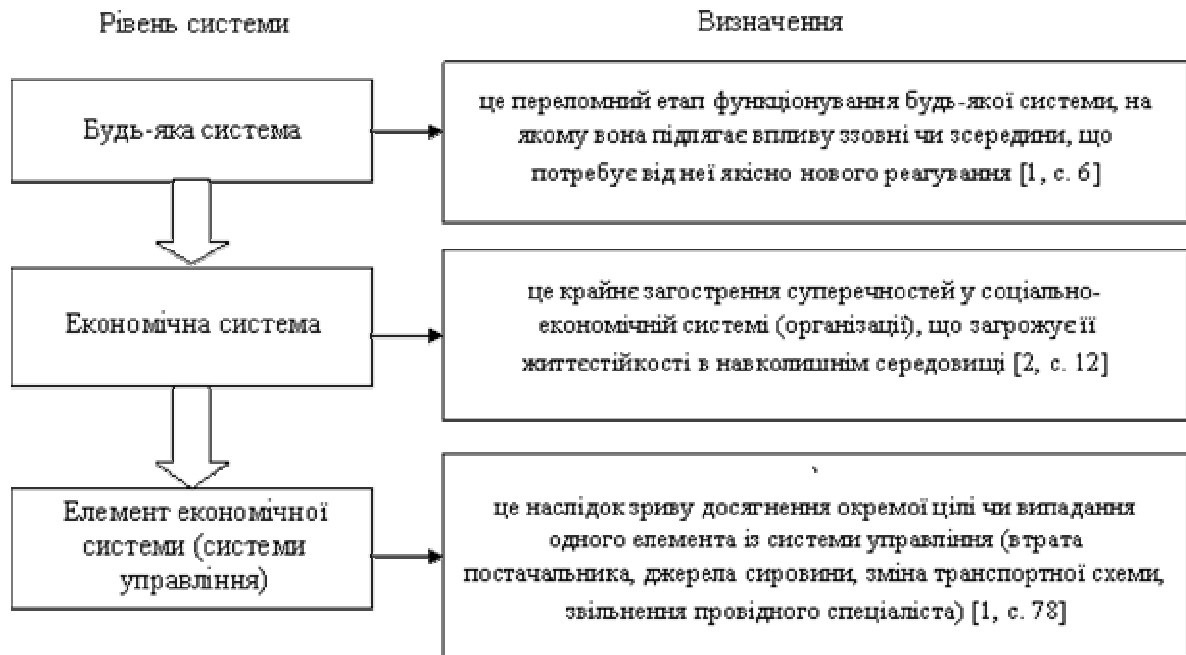 Рівень системи
Визначення
Будь-яка система
це переломний етап функціонування будь-якої системи, на
якому вона підлягає впливу ззовні чи зсередини, що
потребує від неї якісно нового реагування [1, с. 6]
Економічна система
це крайнє загострення суперечностей у соціально-
економічній системі (організації), що загрожує її
життєстійкості в навколишнім середовищі [2, с. 12]
Елемент економічної
системи (системи
управління)
це наслідок зриву досягнення окремої цілі чи випадання
одного елемента із системи управління (втрата
постачальника, джерела сировини, зміна транспортної схеми,
звільнення провідного спеціаліста) [1, с. 78]